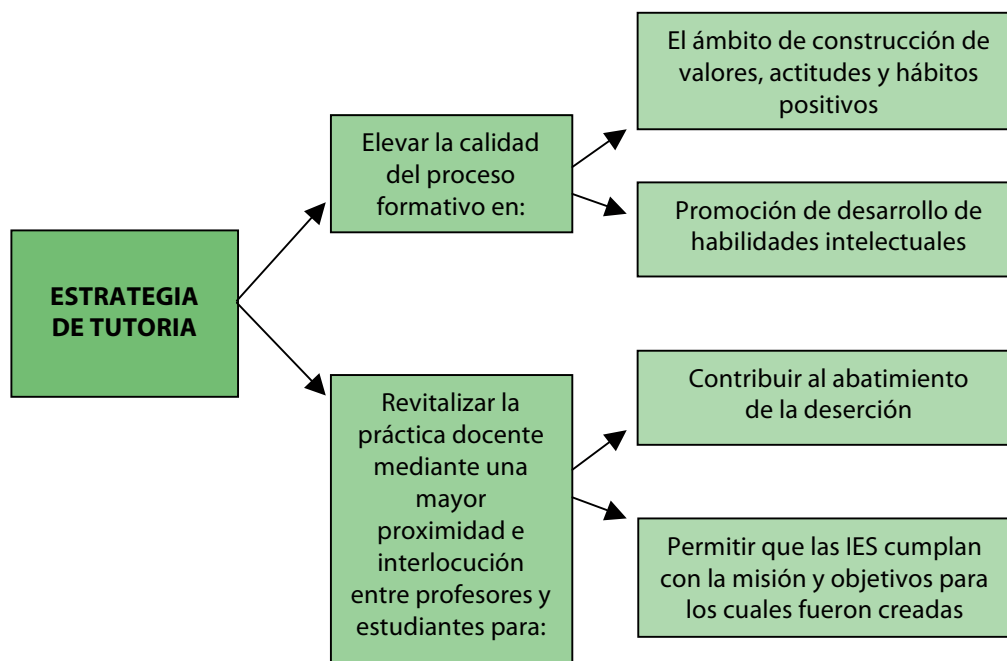 ESTRATEGIA
DE TUTORIA
Elevar la calidad
del proceso
formativo en:
El ámbito de construcción de
valores, actitudes y hábitos
positivos
Promoción de desarrollo de
habilidades intelectuales
Revitalizar la
práctica docente
mediante una
mayor
proximidad e
interlocución
entre profesores y
estudiantes para:
Contribuir al abatimiento
de la deserción
Permitir que las IES cumplan
con la misión y objetivos para
los cuales fueron creadas